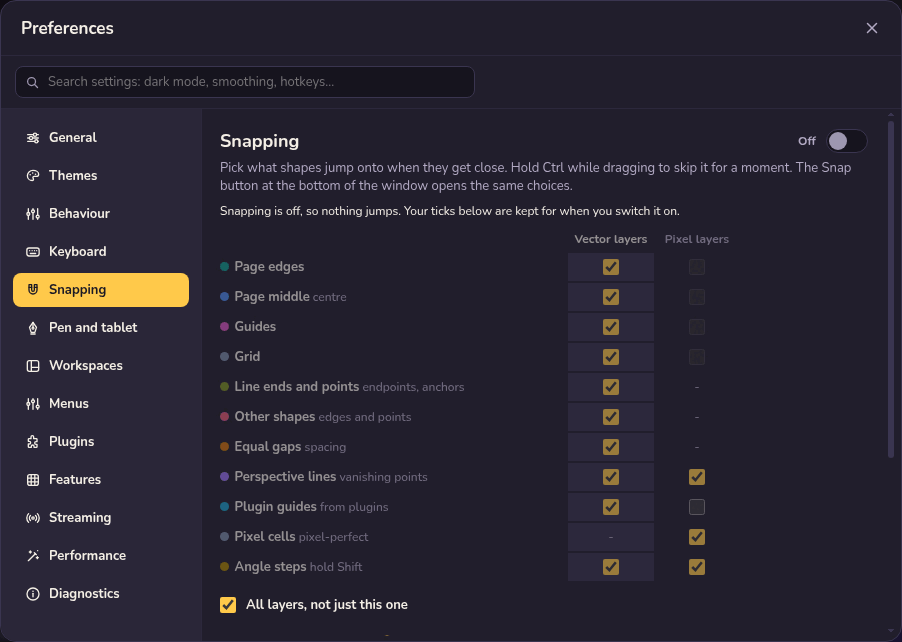 Preferences
Search settings: dark mode, smoothing, hotkeys...
General
Themes
Behaviour
Keyboard
Snapping
Pen and tablet
Workspaces
Menus
Plugins
Features
Streaming
Performance
Diagnostics
Snapping
Off
Pick what shapes jump onto when they get close. Hold Ctrl while dragging to skip it for a moment. The Snap
button at the bottom of the window opens the same choices.
Snapping is off, so nothing jumps. Your ticks below are kept for when you switch it on.
Vector layers Pixel layers
Page edges
Page middle centre
Guides
Grid
Line ends and points endpoints, anchors -
Other shapes edges and points -
Equal gaps spacing -
Perspective lines vanishing points
Plugin guides from plugins
Pixel cells pixel-perfect -
Angle steps hold Shift
All layers, not just this one